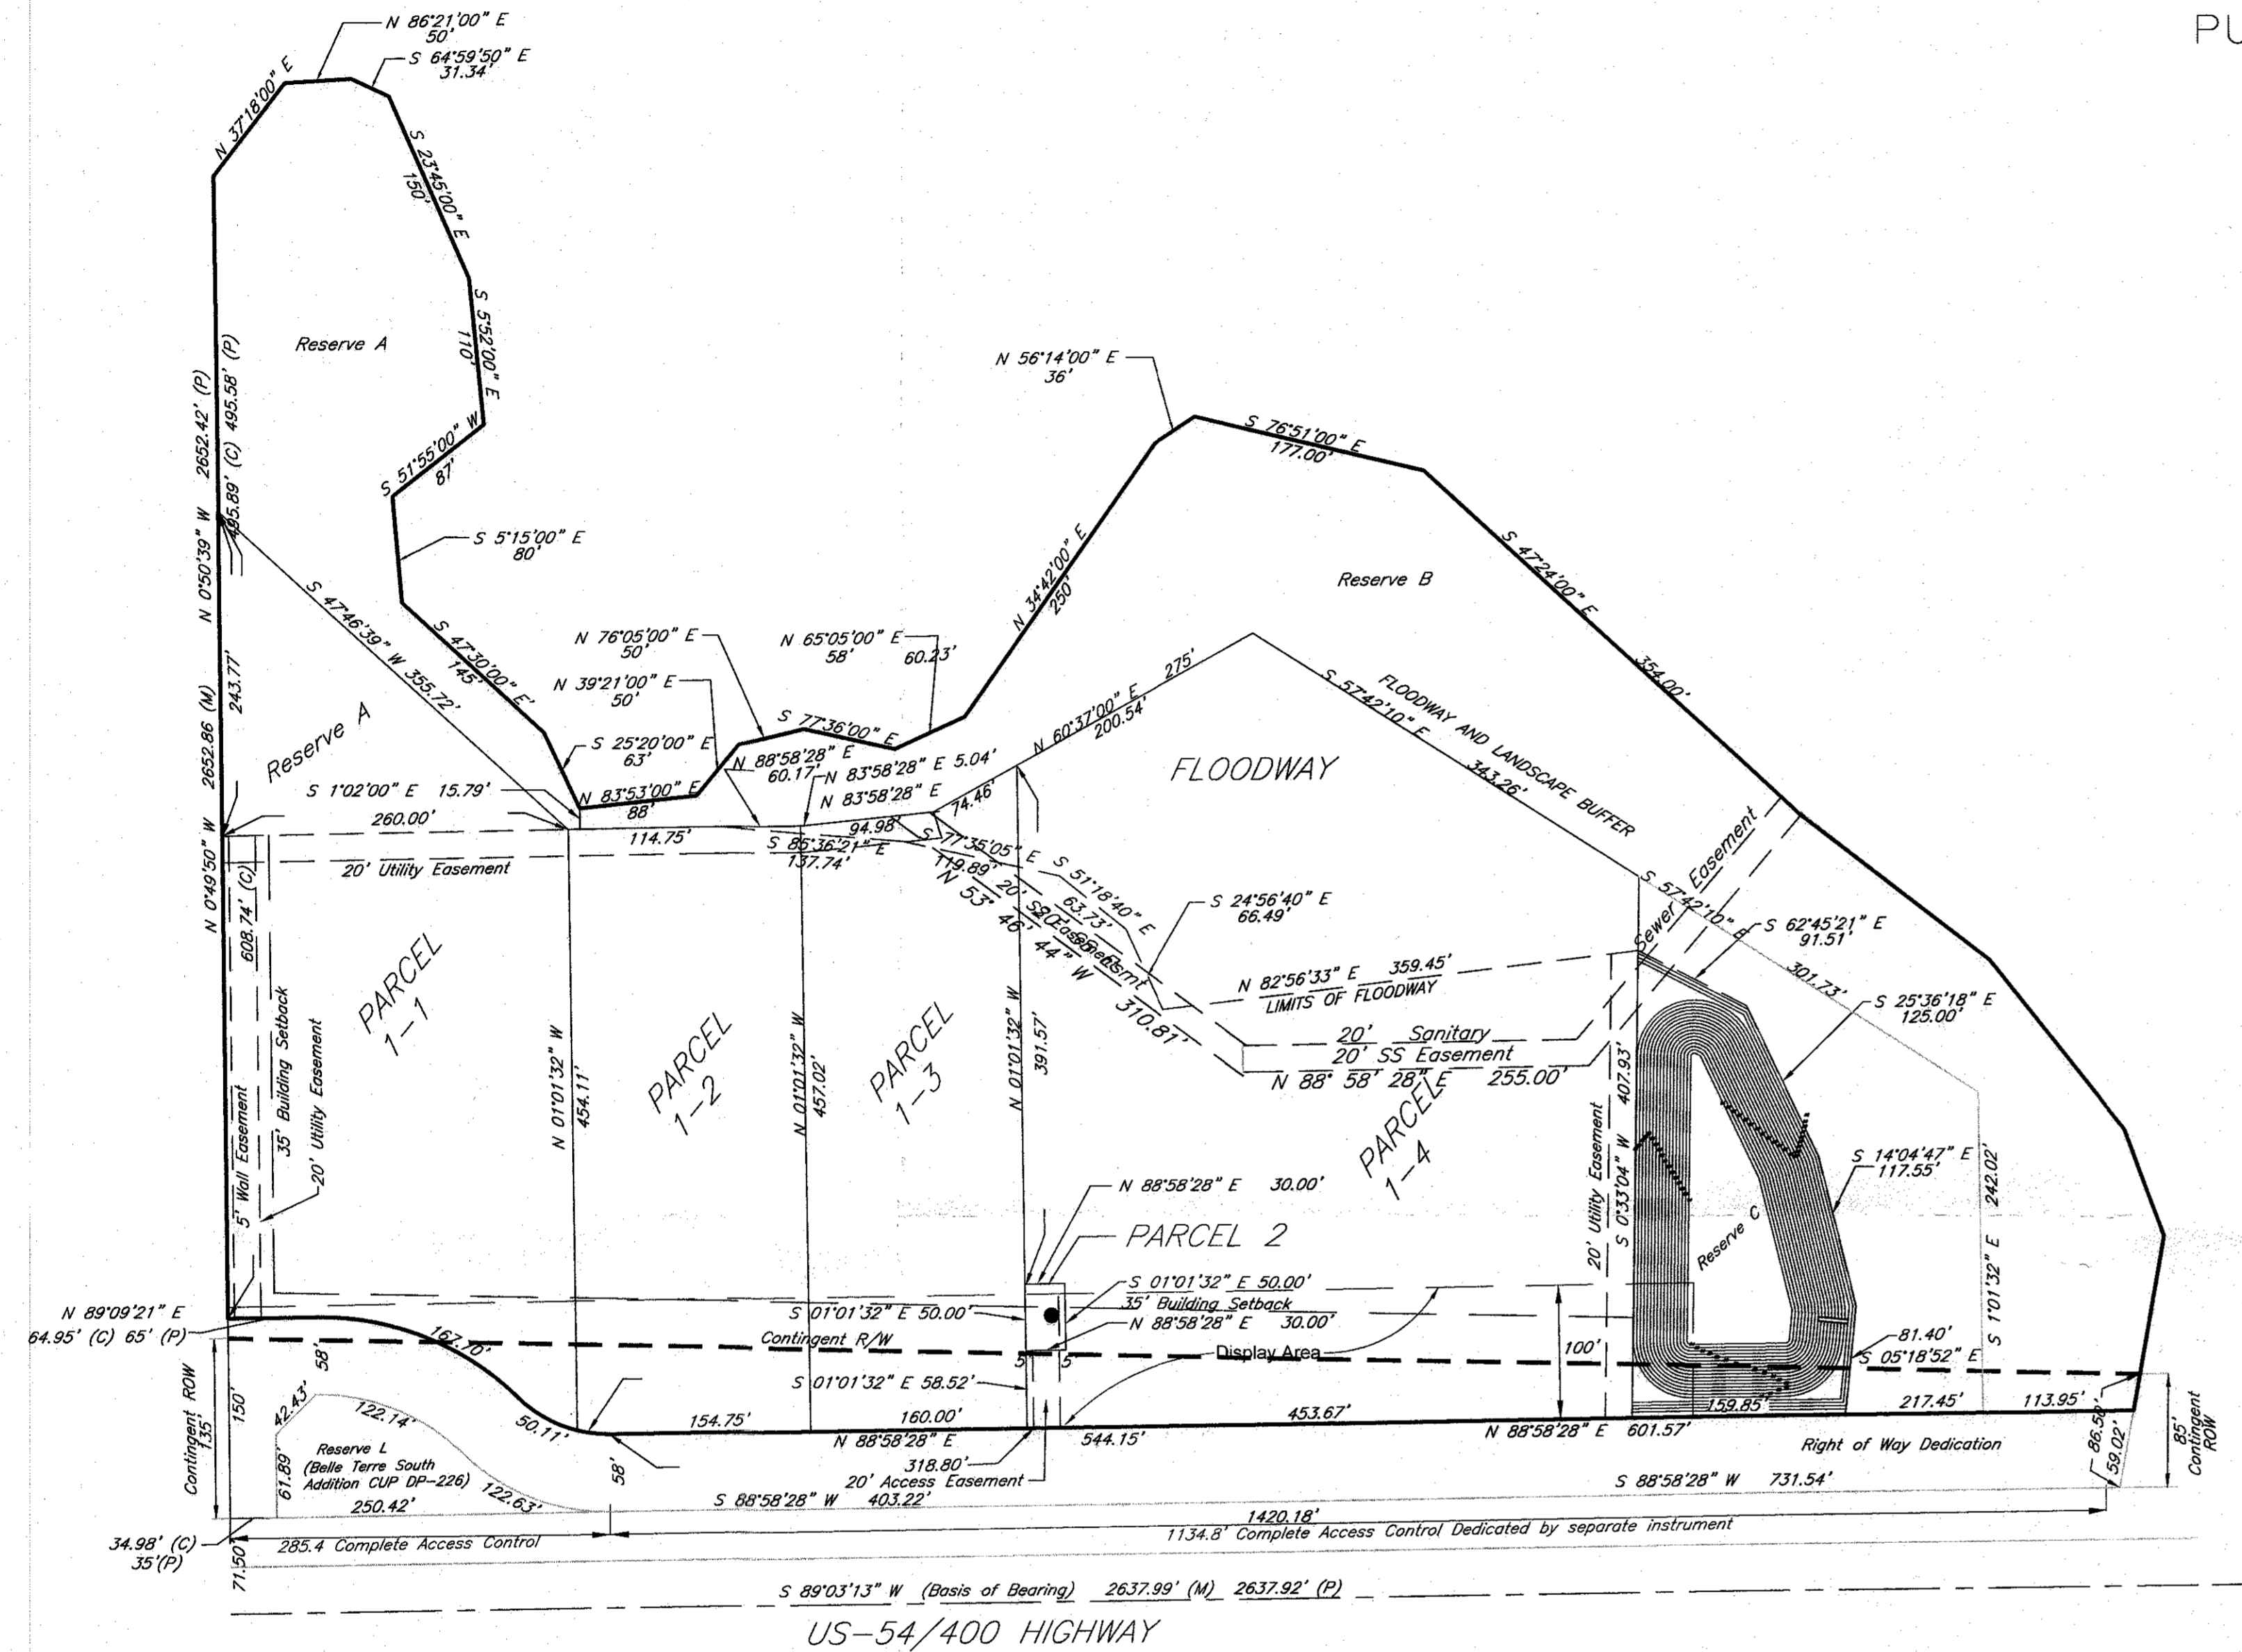 PU
N 86°21'00" E
50'
S 64°59'50" E
31.34'
N 37°18'00" E
S 23°45'00" E
150'
S 5°52'00" E
110'
Reserve A
S 51°55'00" W
87'
S 5°15'00" E
80'
S 47°30'00" E'
145'
S 47°46'39" W 355.72'
N 0°50'39" W 2652.42' (P)
495.89' (C) 495.58' (P)
N 0°49'50" W 2652.86 (M)
243.77'
Reserve A
S 1°02'00" E 15.79'
260.00'
S 25°20'00" E
63'
N 39°21'00" E
50'
N 76°05'00" E
50'
N 65°05'00" E
58'
60.23'
S 77°36'00" E
N 83°53'00" E
88'
N 88°58'28" E
60.17'
N 83°58'28" E 5.04'
N 83°58'28" E
94.98'
74.46'
114.75'
S 85°36'21" E
137.74'
N 34°42'00" E
250'
N 56°14'00" E
36'
S 76°51'00" E
177.00'
Reserve B
S 47°24'00" E
354.00'
N 60°37'00" E 275'
200.54'
S 57°42'10" E
343.26'
FLOODWAY AND LANDSCAPE BUFFER
FLOODWAY
S 77°35'05" E
119.89'
S 51°18'40" E
63.73'
20' SS Esmt
N 53° 46' 44" W 310.81'
S 24°56'40" E
66.49'
N 82°56'33" E 359.45'
LIMITS OF FLOODWAY
20' Sanitary
Sewer Easement
20' SS Easement
N 88° 58' 28" E 255.00'
S 57°42'10" E
301.73'
S 62°45'21" E
91.51'
S 25°36'18" E
125.00'
S 14°04'47" E
117.55'
81.40'
S 05°18'52" E
S 1°01'32" E 242.02'
20' Utility Easement
608.74' (C)
5' Wall Easement
35' Building Setback
20' Utility Easement
PARCEL
1-1
N 01°01'32" W
454.11'
PARCEL
1-2
N 01°01'32" W
457.02'
PARCEL
1-3
N 01°01'32" W
391.57'
PARCEL
1-4
20' Utility Easement
S 0°33'04" W 407.93'
Reserve C
N 88°58'28" E 30.00'
PARCEL 2
S 01°01'32" E 50.00'
35' Building Setback
N 88°58'28" E 30.00'
S 01°01'32" E 50.00'
Contingent R/W
5' 5'
Display Area
100'
S 01°01'32" E 58.52'
N 89°09'21" E
64.95' (C) 65' (P)
167.70'
58'
Contingent ROW
135'
150'
42.43'
122.14'
50.11'
61.89'
Reserve L
(Belle Terre South
Addition CUP DP-226)
250.42'
122.63'
58'
154.75'
160.00'
N 88°58'28" E
318.80'
20' Access Easement
544.15'
453.67'
N 88°58'28" E 601.57'
159.85'
217.45'
113.95'
Right of Way Dedication
86.50'
59.02'
85'
Contingent
ROW
S 88°58'28" W 403.22'
S 88°58'28" W 731.54'
1420.18'
1134.8' Complete Access Control Dedicated by separate instrument
34.98' (C)
35'(P)
285.4 Complete Access Control
71.50'
S 89°03'13" W (Basis of Bearing) 2637.99' (M) 2637.92' (P)
US-54/400 HIGHWAY